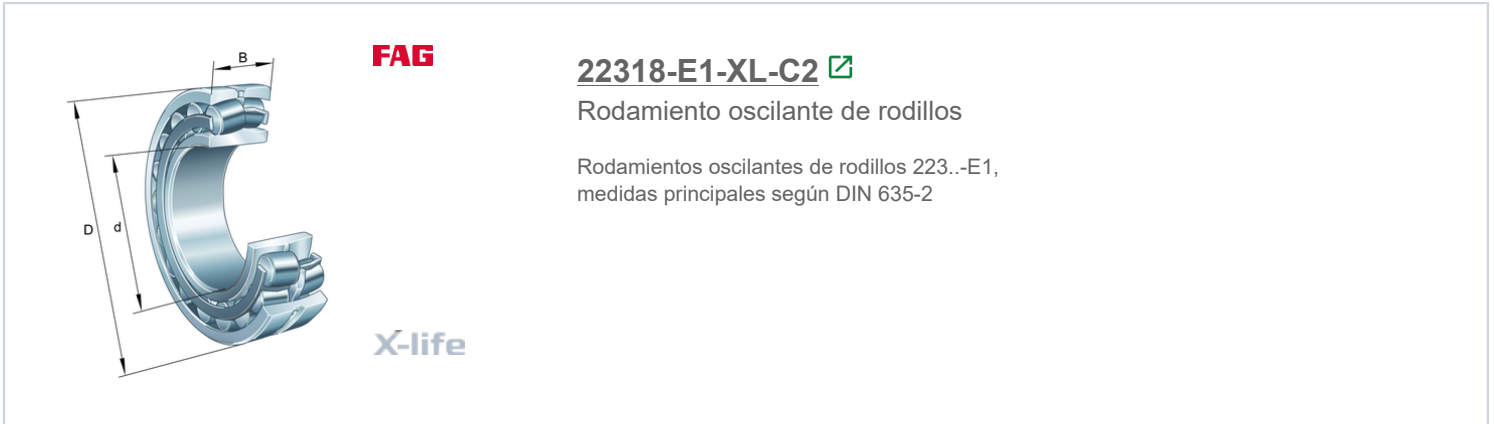 B
D
d
FAG
X-life
22318-E1-XL-C2
Rodamiento oscilante de rodillos
Rodamientos oscilantes de rodillos 223..-E1,
medidas principales según DIN 635-2